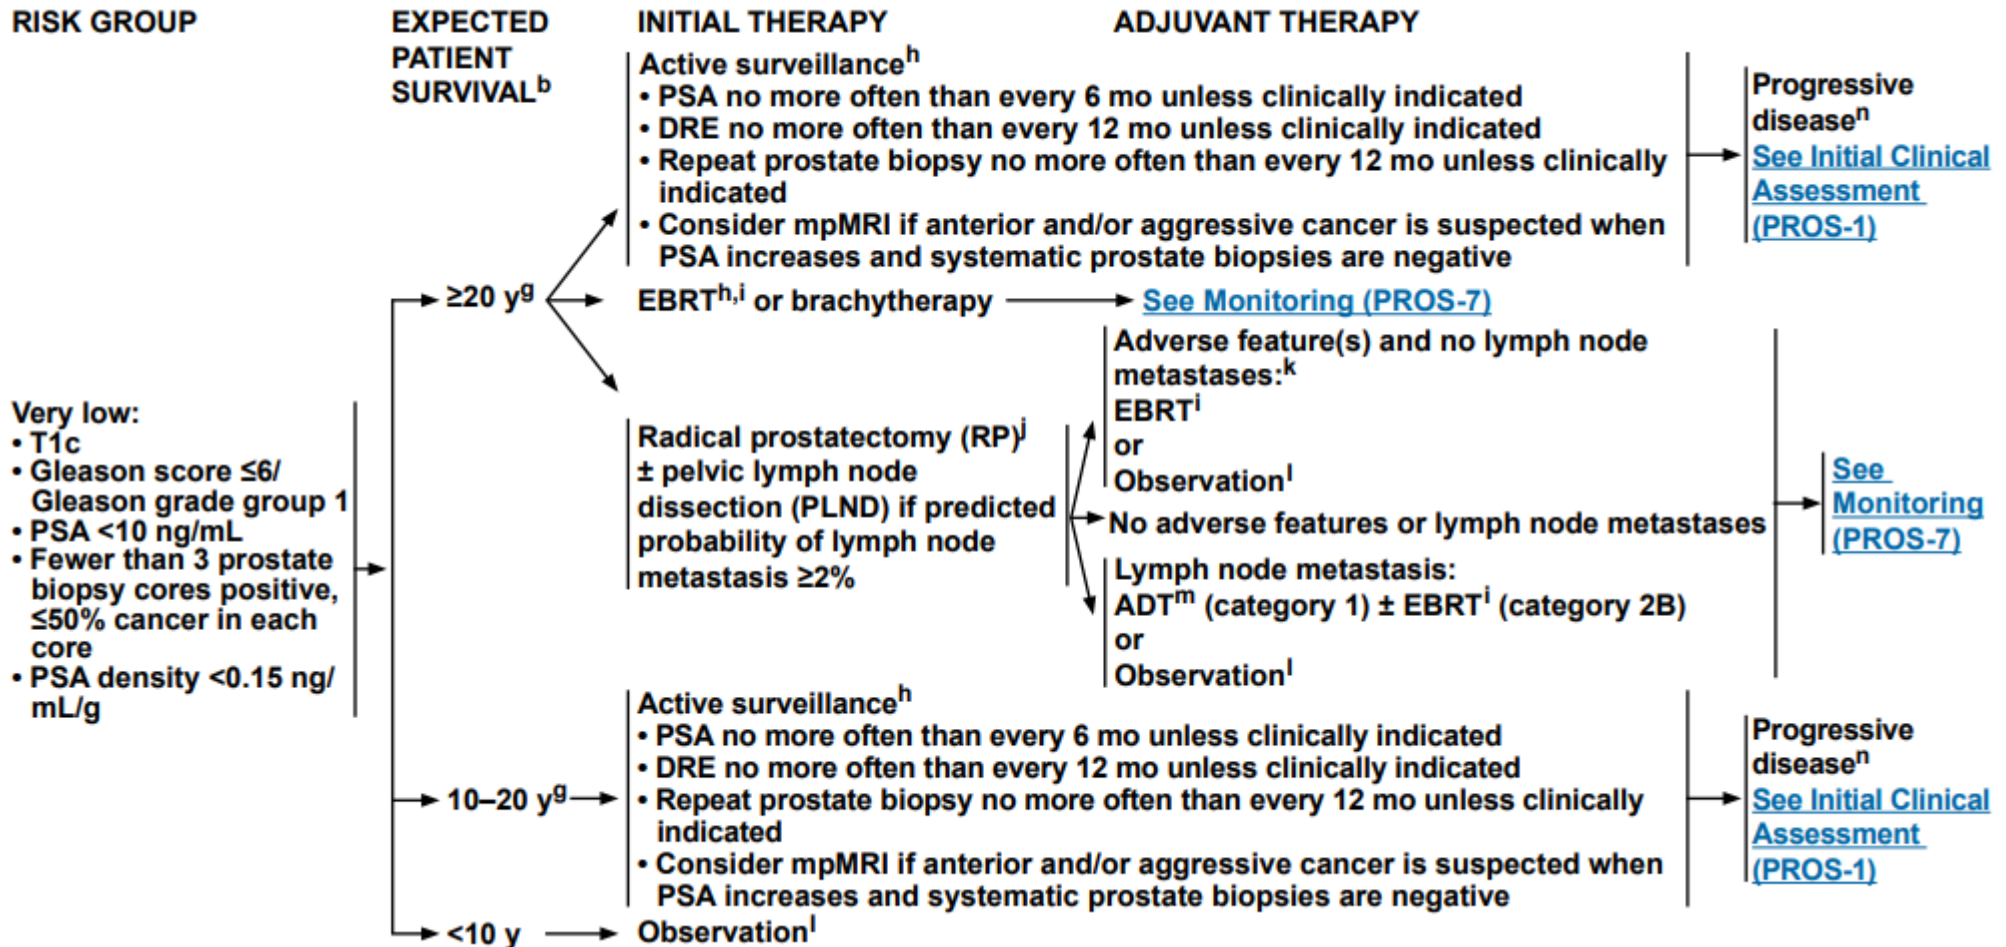 RISK GROUP
EXPECTED
PATIENT
SURVIVALb
INITIAL THERAPY
ADJUVANT THERAPY
Very low:
• T1c
• Gleason score ≤6/
Gleason grade group 1
• PSA <10 ng/mL
• Fewer than 3 prostate
biopsy cores positive,
≤50% cancer in each
core
• PSA density <0.15 ng/
mL/g
≥20 yg
Active surveillanceh
• PSA no more often than every 6 mo unless clinically indicated
• DRE no more often than every 12 mo unless clinically indicated
• Repeat prostate biopsy no more often than every 12 mo unless clinically
indicated
• Consider mpMRI if anterior and/or aggressive cancer is suspected when
PSA increases and systematic prostate biopsies are negative
Progressive
diseasen
See Initial Clinical
Assessment
(PROS-1)
EBRTh,i or brachytherapy
See Monitoring (PROS-7)
Radical prostatectomy (RP)j
± pelvic lymph node
dissection (PLND) if predicted
probability of lymph node
metastasis ≥2%
Adverse feature(s) and no lymph node
metastases:k
EBRTi
or
Observationl
No adverse features or lymph node metastases
Lymph node metastasis:
ADTm (category 1) ± EBRTi (category 2B)
or
Observationl
See
Monitoring
(PROS-7)
10–20 yg
Active surveillanceh
• PSA no more often than every 6 mo unless clinically indicated
• DRE no more often than every 12 mo unless clinically indicated
• Repeat prostate biopsy no more often than every 12 mo unless clinically
indicated
• Consider mpMRI if anterior and/or aggressive cancer is suspected when
PSA increases and systematic prostate biopsies are negative
Progressive
diseasen
See Initial Clinical
Assessment
(PROS-1)
<10 y
Observationl